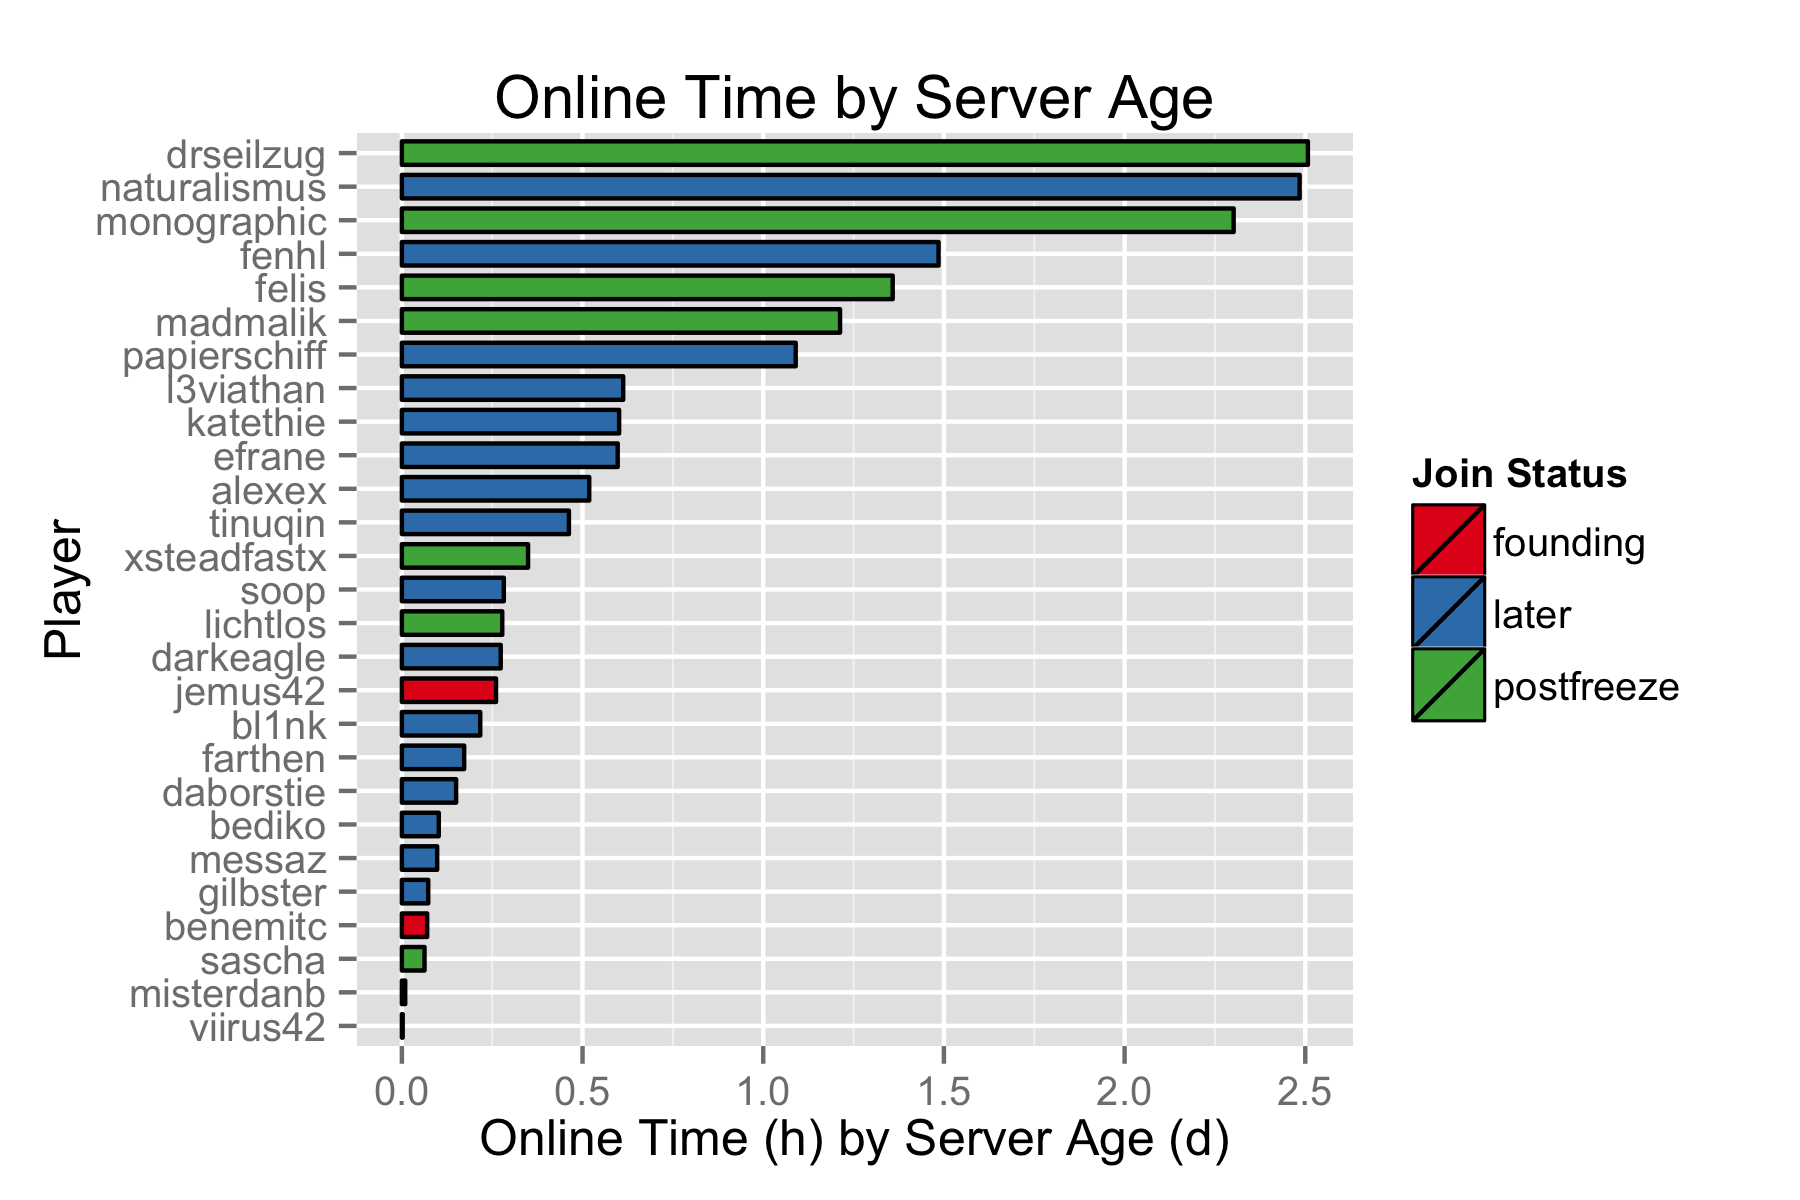 Online Time by Server Age
drseilzug
naturalismus
monographic
fenhl
felis
madmalik
papierschiff
l3viathan
katethie
efrane
alexex
tinuqin
xsteadfastx
soop
lichtlos
darkeagle
jemus42
bl1nk
farthen
daborstie
bediko
messaz
gilbster
benemitc
sascha
misterdanb
viirus42
Player
0.0 0.5 1.0 1.5 2.0 2.5
Online Time (h) by Server Age (d)
Join Status
founding
later
postfreeze